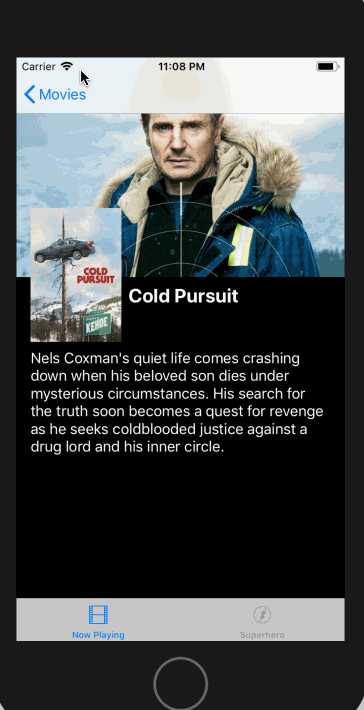 Carrier
11:08 PM
Movies
COLD
PURSUIT
KEHOE
Cold Pursuit
Nels Coxman's quiet life comes crashing
down when his beloved son dies under
mysterious circumstances. His search for
the truth soon becomes a quest for revenge
as he seeks coldblooded justice against a
drug lord and his inner circle.
Now Playing
Superhero